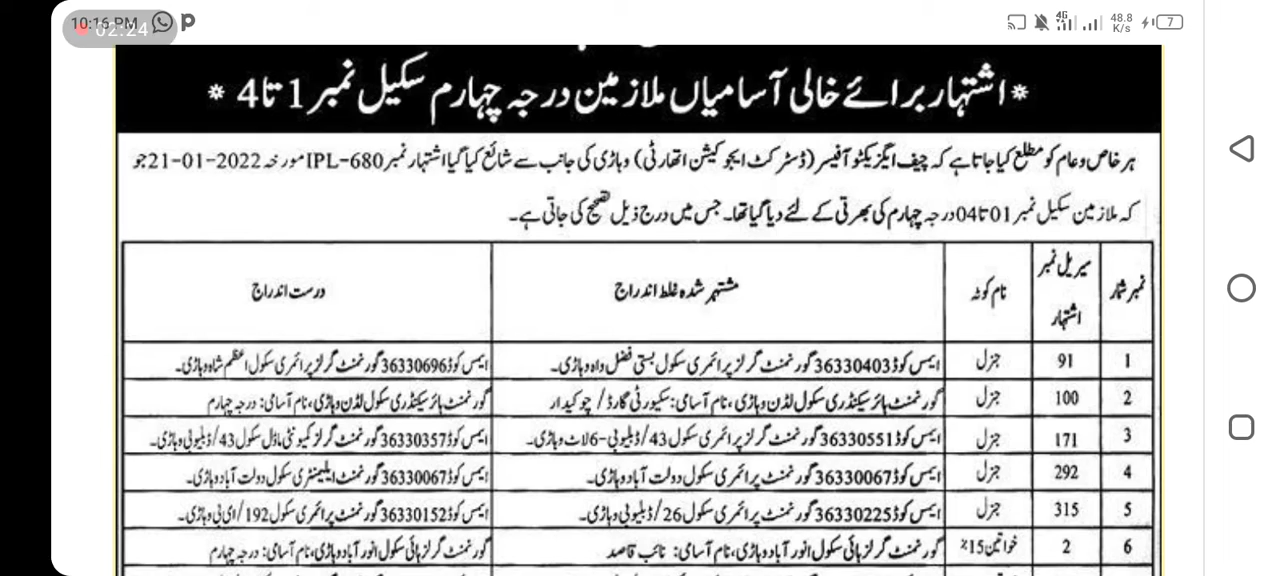 10:16 PM P 4G 48.8 K/s 7
02:24
* اشتہار برائے خالی آسامیاں ملازمین درجہ چہارم سکیل نمبر 1 تا 4 *
ہر خاص و عام کو مطلع کیا جاتا ہے کہ چیف ایگزیکٹو آفیسر (ڈسٹرکٹ ایجوکیشن اتھارٹی) وہاڑی کی جانب سے شائع کیا گیا اشتہار نمبر IPL-680 مورخہ 21-01-2022 جو
کہ ملازمین سکیل نمبر 01 تا 04 درجہ چہارم کی بھرتی کے لئے دیا گیا تھا۔ جس میں درج ذیل تصحیح کی جاتی ہے۔
نمبر شمار سیریل نمبر اشتہار نام کوٹہ مشتہر شدہ غلط اندراج درست اندراج
1 91 جنرل ایمس کوڈ 36330403 گورنمنٹ گرلز پرائمری سکول بستی فضل واہ وہاڑی۔ ایمس کوڈ 36330696 گورنمنٹ گرلز پرائمری سکول اعظم شاہ وہاڑی۔
2 100 جنرل گورنمنٹ ہائر سیکنڈری سکول لڈن وہاڑی، نام آسامی: سکیورٹی گارڈ / چوکیدار گورنمنٹ ہائر سیکنڈری سکول لڈن وہاڑی، نام آسامی: درجہ چہارم
3 171 جنرل ایمس کوڈ 36330551 گورنمنٹ گرلز پرائمری سکول 43/ڈبلیو بی-6 لاٹ وہاڑی۔ ایمس کوڈ 36330357 گورنمنٹ گرلز کمیونٹی ماڈل سکول 43/ڈبلیو بی وہاڑی۔
4 292 جنرل ایمس کوڈ 36330067 گورنمنٹ پرائمری سکول دولت آباد وہاڑی۔ ایمس کوڈ 36330067 گورنمنٹ ایلیمنٹری سکول دولت آباد وہاڑی۔
5 315 جنرل ایمس کوڈ 36330225 گورنمنٹ پرائمری سکول 26/ڈبلیو بی وہاڑی۔ ایمس کوڈ 36330152 گورنمنٹ پرائمری سکول 192/ای بی وہاڑی۔
6 2 خواتین 15% گورنمنٹ گرلز ہائی سکول انور آباد وہاڑی، نام آسامی: نائب قاصد گورنمنٹ گرلز ہائی سکول انور آباد وہاڑی، نام آسامی: درجہ چہارم